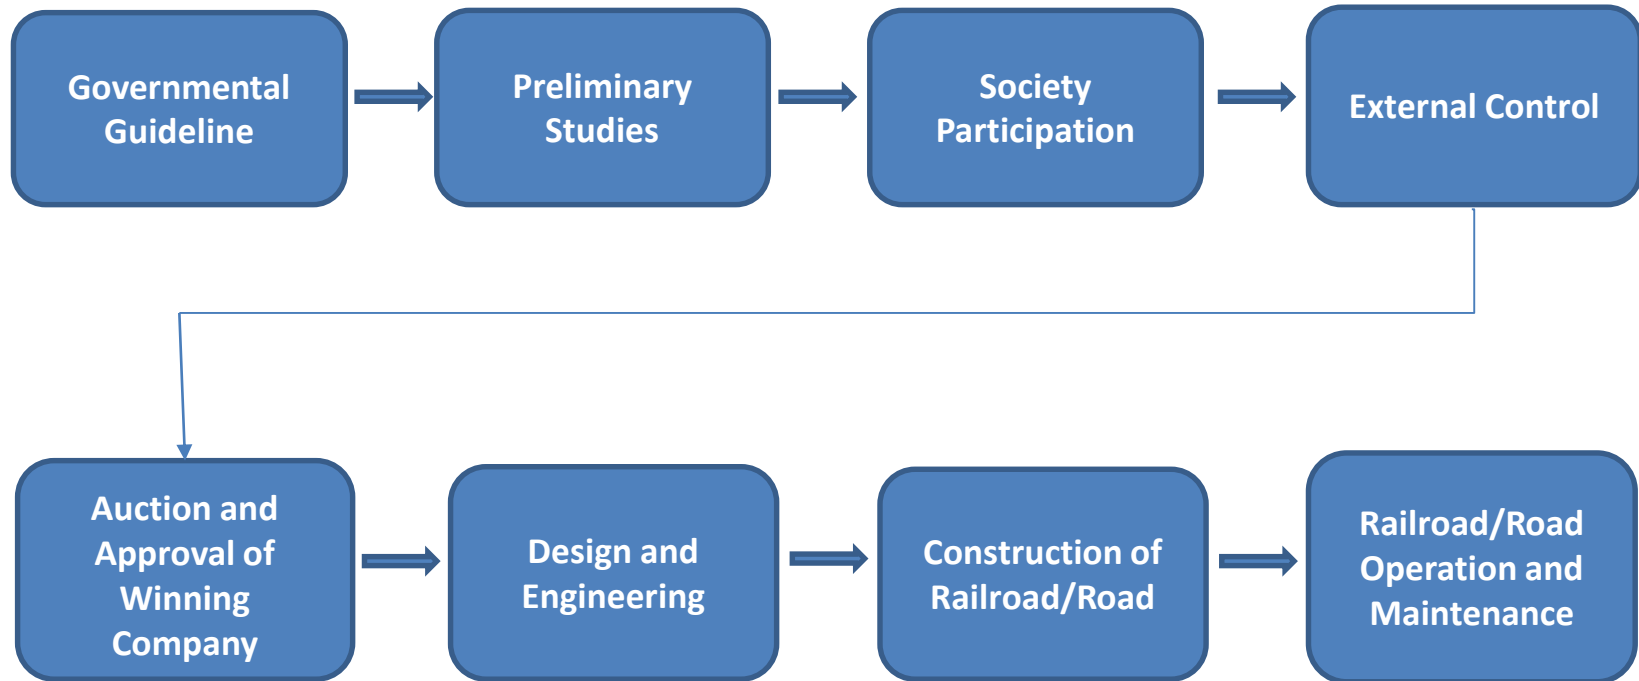 Governmental
Guideline
Preliminary
Studies
Society
Participation
External Control
Auction and
Approval of
Winning
Company
Design and
Engineering
Construction of
Railroad/Road
Railroad/Road
Operation and
Maintenance